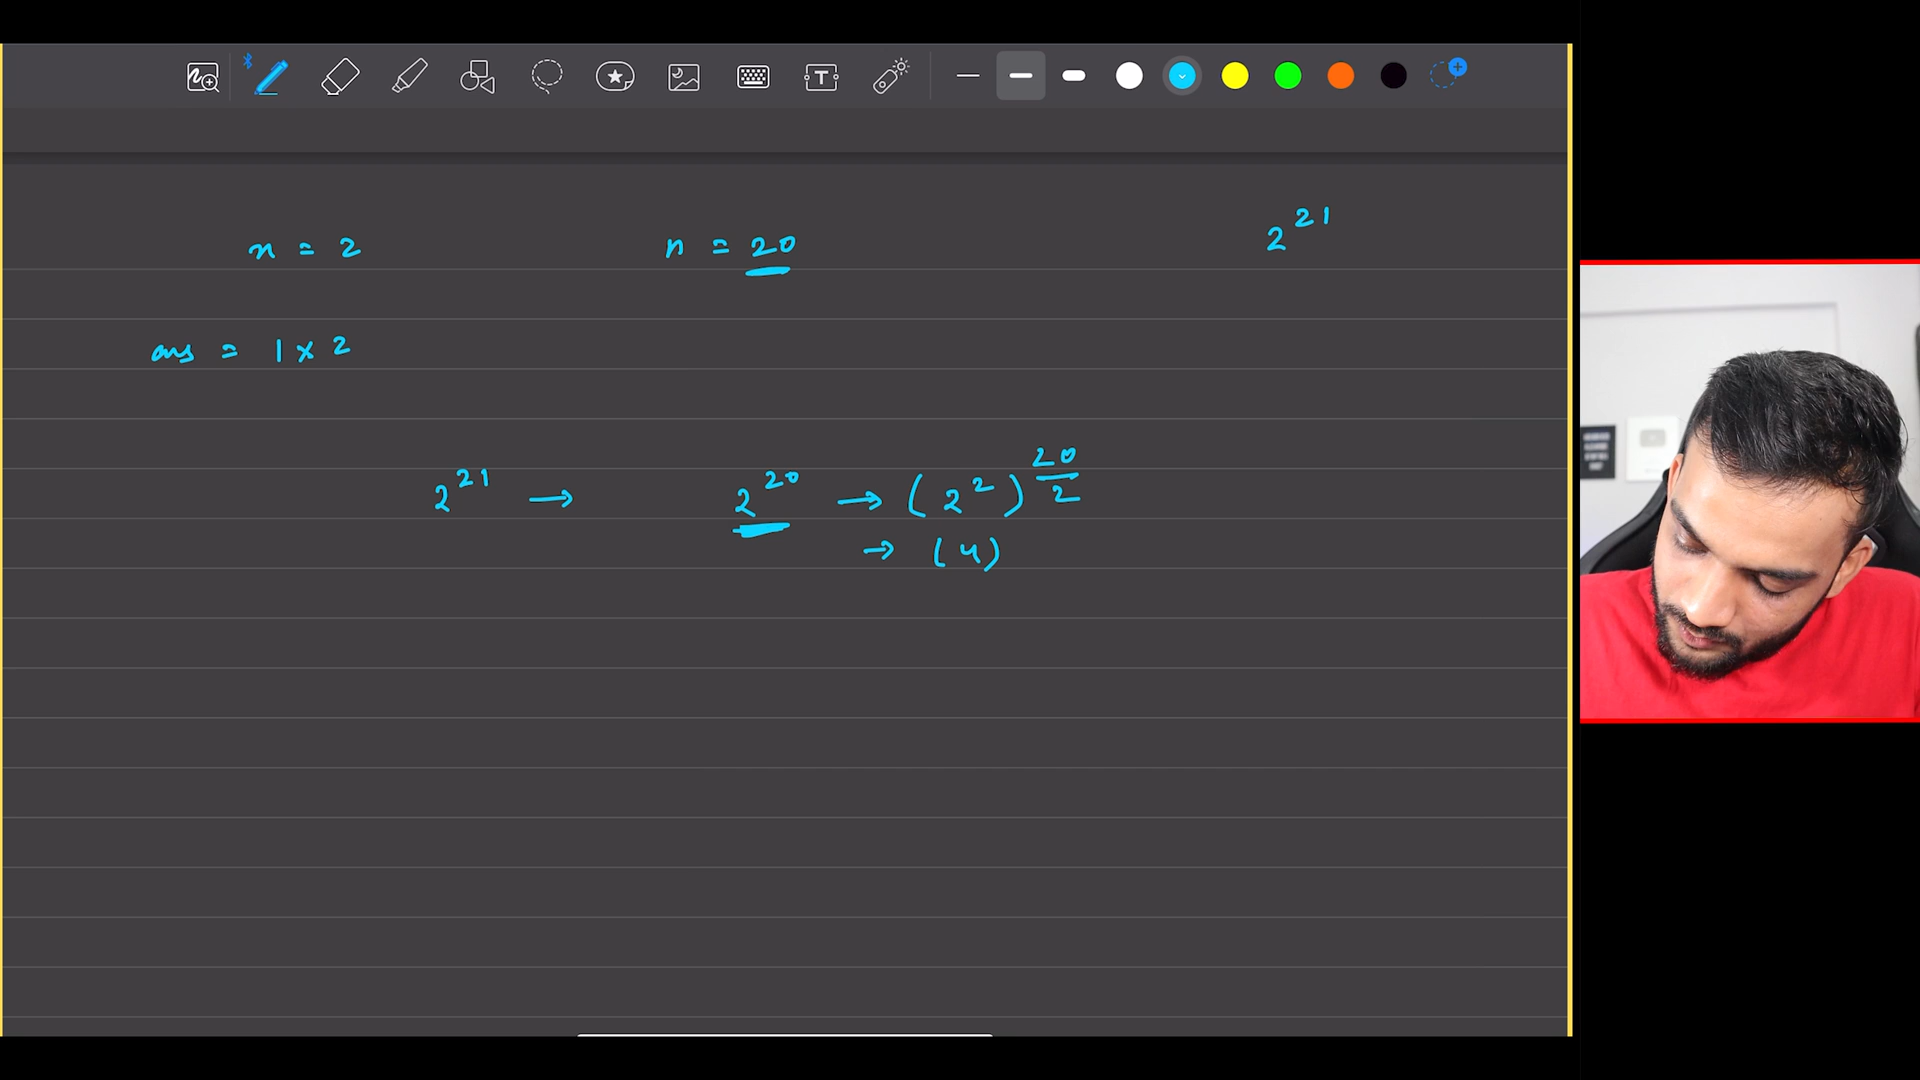 2^21
x = 2
n = 20
ans = 1 x 2
2^21 → 2^20 → (2^2)^20/2
→ (4)
T